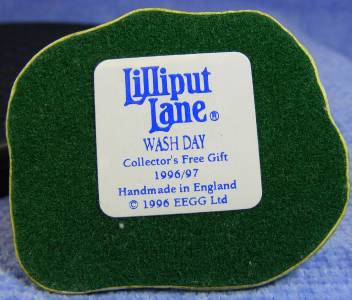 Lilliput
Lane®
WASH DAY
Collector's Free Gift
1996/97
Handmade in England
© 1996 EEGG Ltd